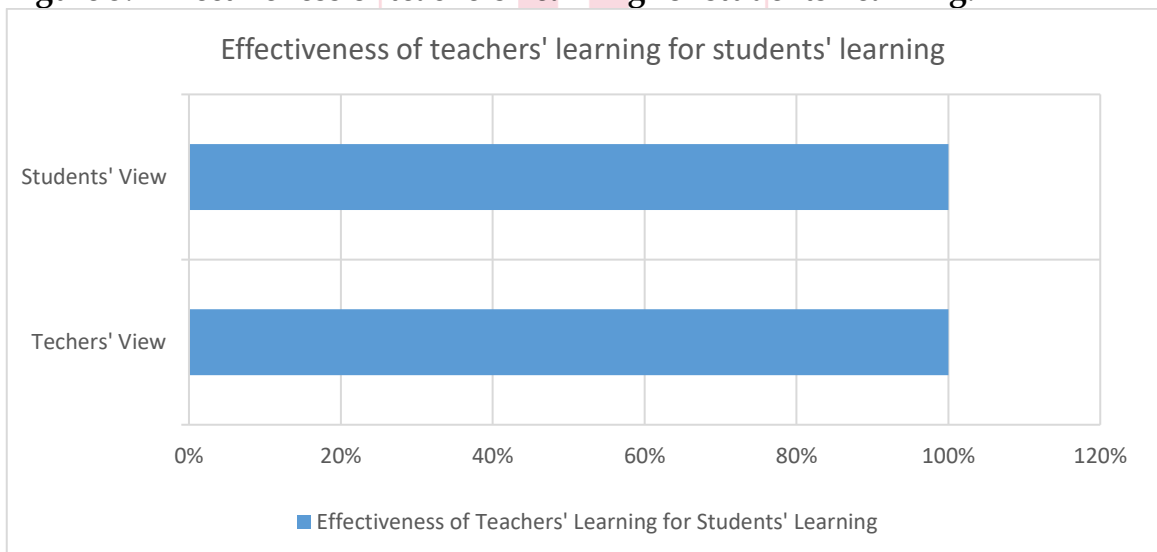 Effectiveness of teachers' learning for students' learning
Students' View
Techers' View
0% 20% 40% 60% 80% 100% 120%
Effectiveness of Teachers' Learning for Students' Learning